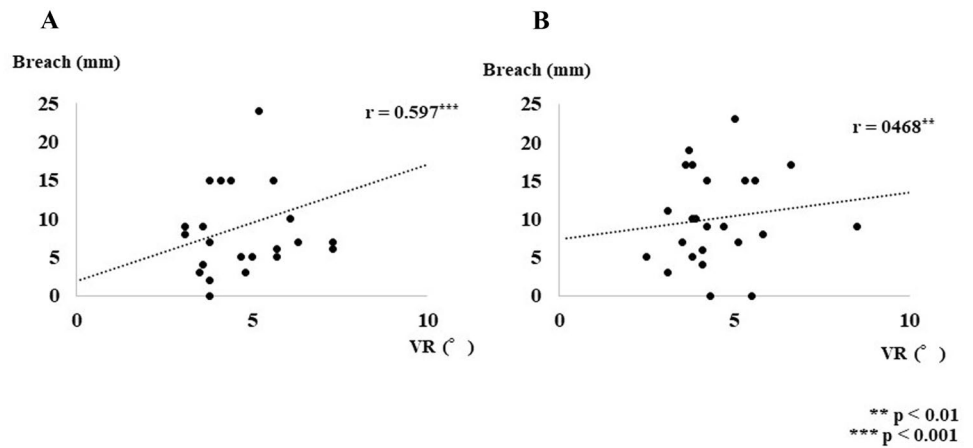 A
Breach (mm)
r = 0.597***
25
20
15
10
5
0
0 5 10
VR (° )
B
Breach (mm)
r = 0468**
25
20
15
10
5
0
0 5 10
VR (° )
** p < 0.01
*** p < 0.001